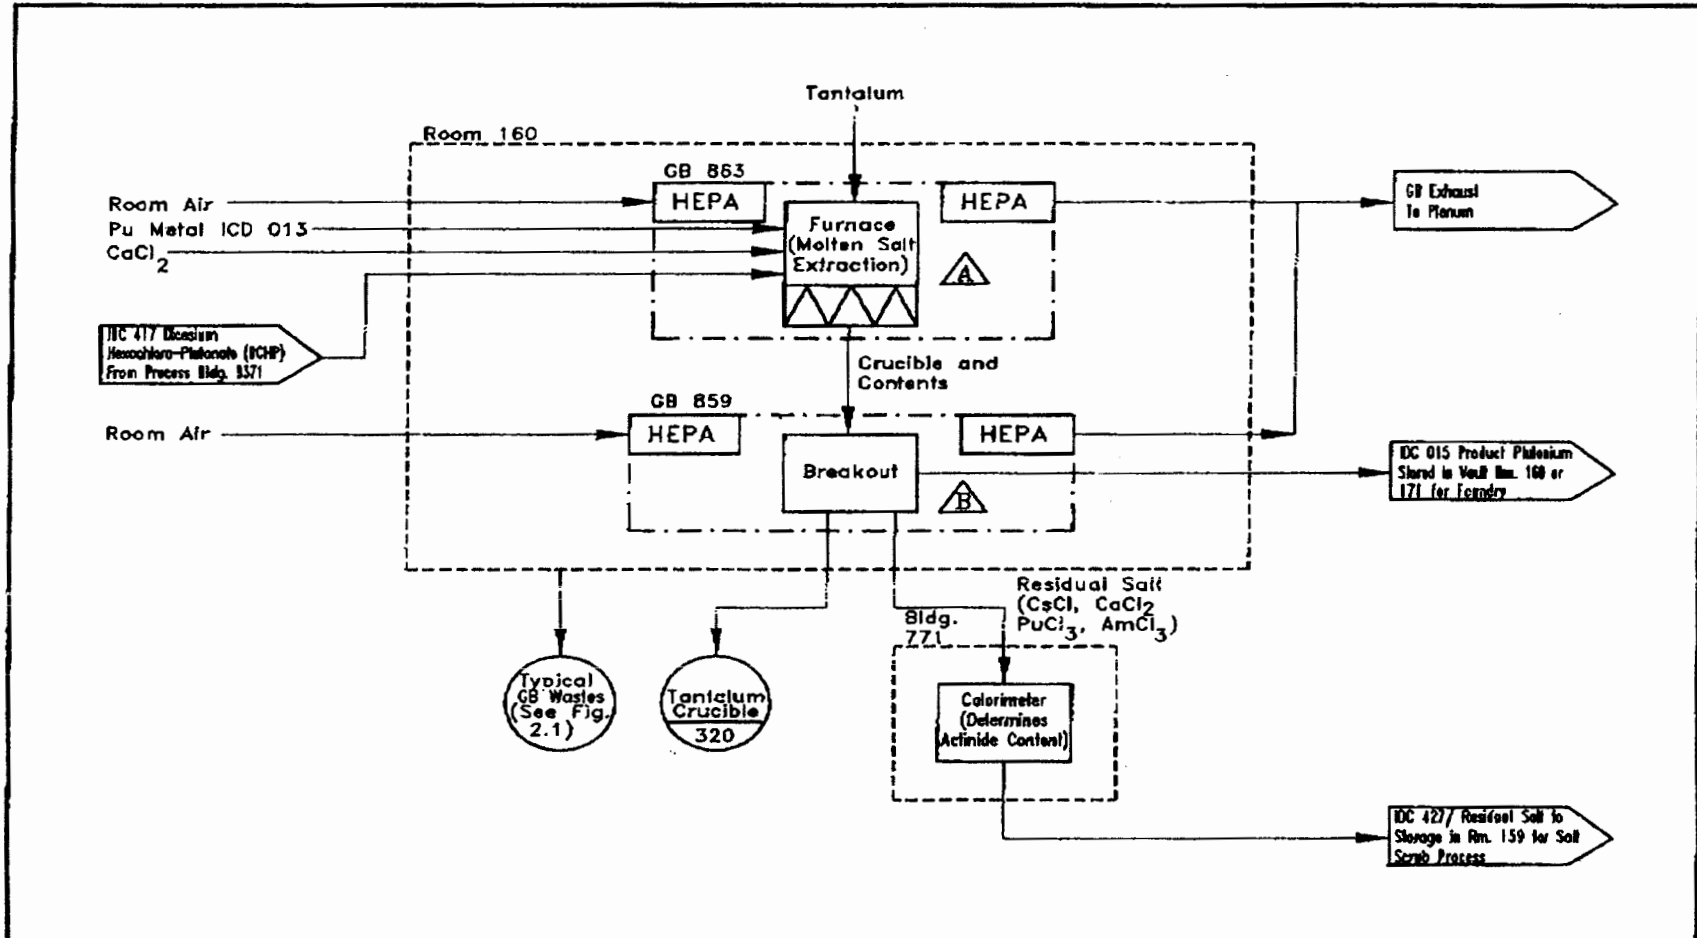 Tantalum
Room 160
GB 863
HEPA
HEPA
Room Air
Pu Metal ICD 013
CaCl2
Furnace
(Molten Salt
Extraction)
A
GB Exhaust
To Plenum
IDC 417 Dicesium
Hexachloro-Plutonate (DCHP)
From Process Bldg. B371
Crucible and
Contents
GB 859
Room Air
HEPA
HEPA
Breakout
B
IDC 015 Product Plutonium
Stored in Vault Rm. 160 or
171 for Foundry
Residual Salt
(CsCl, CaCl2
PuCl3, AmCl3)
Bldg.
771
Typical
GB Wastes
(See Fig.
2.1)
Tantalum
Crucible
320
Calorimeter
(Determines
Actinide Content)
IDC 427/ Residual Salt to
Storage in Rm. 159 for Salt
Scrub Process